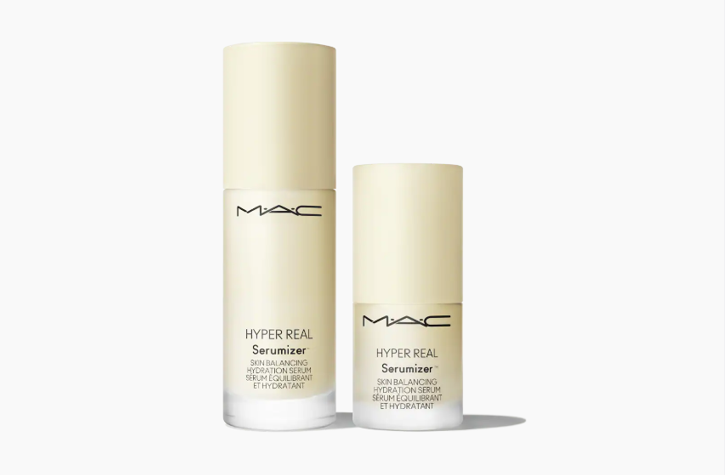 M·A·C
HYPER REAL
Serumizer™
SKIN BALANCING
HYDRATION SERUM
SÉRUM ÉQUILIBRANT
ET HYDRATANT
M·A·C
HYPER REAL
Serumizer™
SKIN BALANCING
HYDRATION SERUM
SÉRUM ÉQUILIBRANT
ET HYDRATANT